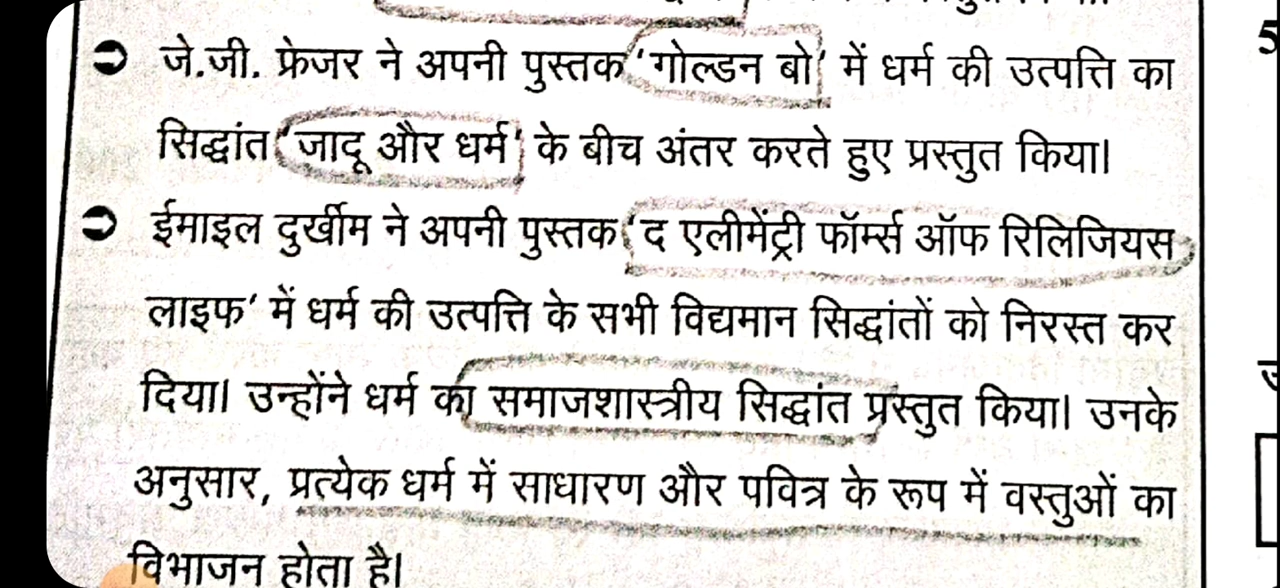 ➲ जे.जी. फ्रेजर ने अपनी पुस्तक ‘गोल्डन बो’ में धर्म की उत्पत्ति का
सिद्धांत ‘जादू और धर्म’ के बीच अंतर करते हुए प्रस्तुत किया।
➲ ईमाइल दुर्खीम ने अपनी पुस्तक ‘द एलीमेंट्री फॉर्म्स ऑफ रिलिजियस
लाइफ’ में धर्म की उत्पत्ति के सभी विद्यमान सिद्धांतों को निरस्त कर
दिया। उन्होंने धर्म का समाजशास्त्रीय सिद्धांत प्रस्तुत किया। उनके
अनुसार, प्रत्येक धर्म में साधारण और पवित्र के रूप में वस्तुओं का
विभाजन होता है।
5